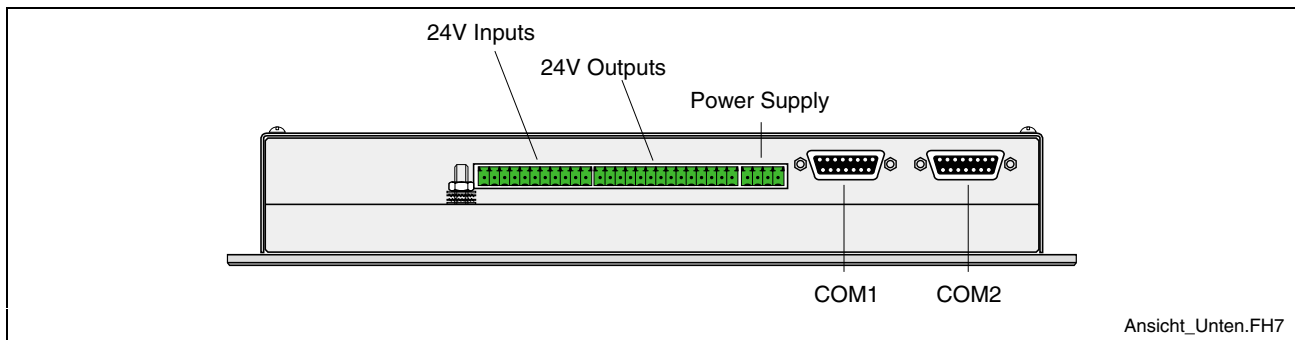 24V Inputs
24V Outputs
Power Supply
COM1 COM2
Ansicht_Unten.FH7